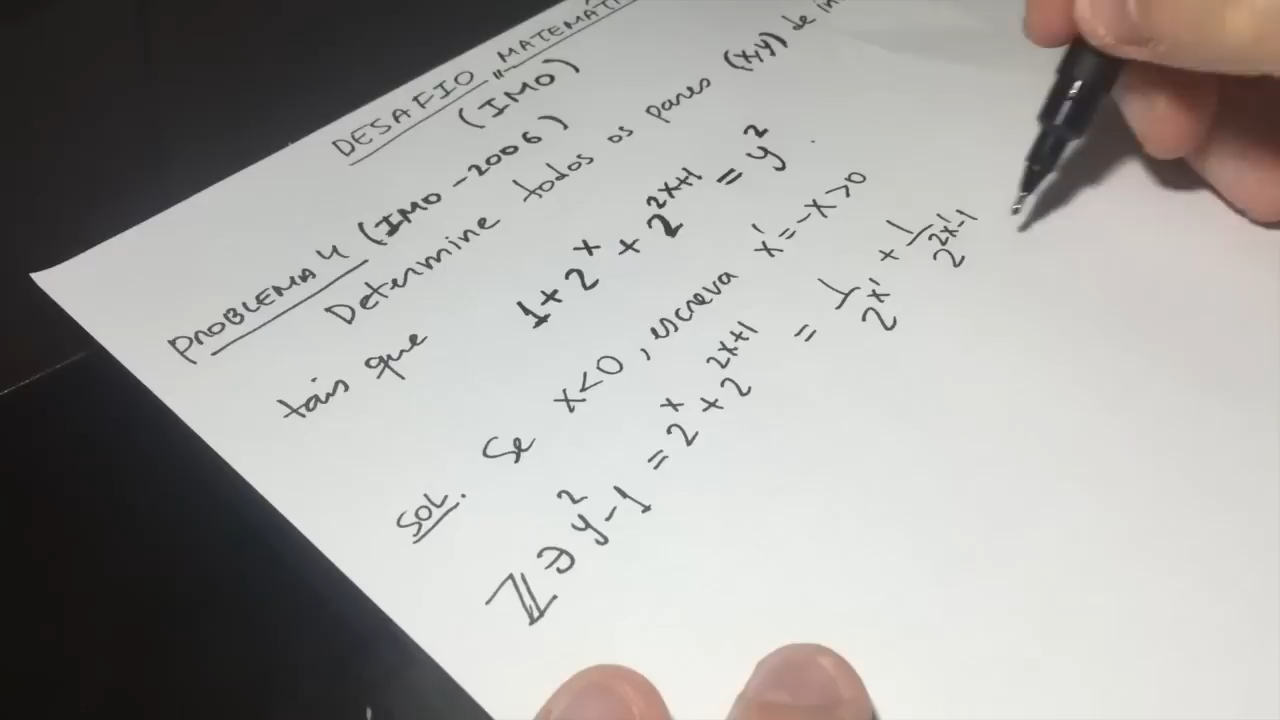 DESAFIO MATEMÁTI
(IMO)
PROBLEMA 4 (IMO-2006)
Determine todos os pares (x,y) de in
tais que 1+2^x + 2^{2x+1} = y^2.
SOL. Se x<0, escreva x'=-x>0
ℤ∋y^2-1 = 2^x+2^{2x+1} = 1/2^{x'} + 1/2^{2x'-1}